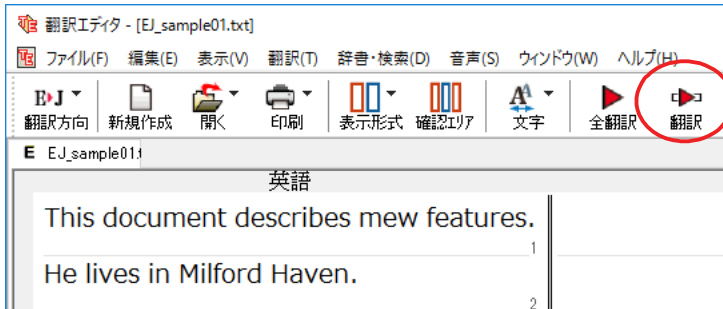 翻訳エディタ - [EJ_sample01.txt]
ファイル(F) 編集(E) 表示(V) 翻訳(T) 辞書・検索(D) 音声(S) ウィンドウ(W) ヘルプ(H)
E▸J 翻訳方向 新規作成 開く 印刷 表示形式 確認エリア 文字 全翻訳 翻訳
E EJ_sample01.t
英語
This document describes mew features.
1
He lives in Milford Haven.
2